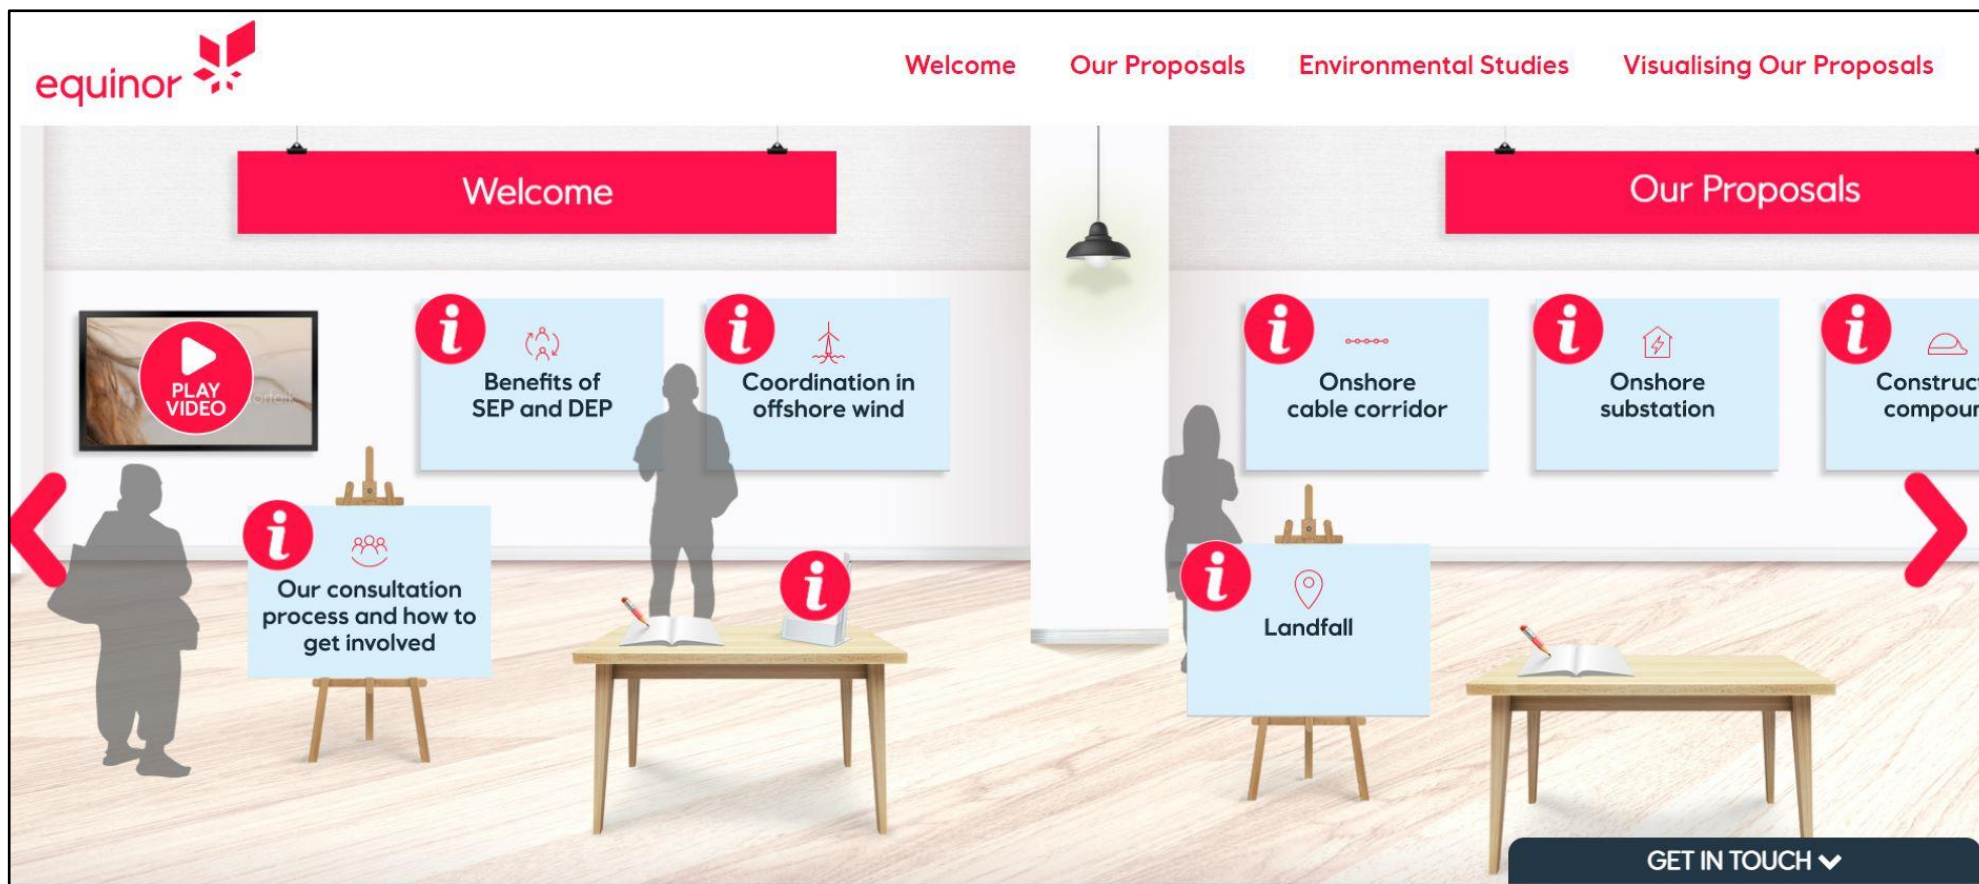 equinor
Welcome Our Proposals Environmental Studies Visualising Our Proposals
Welcome
Our Proposals
PLAY
VIDEO
Benefits of
SEP and DEP
Coordination in
offshore wind
Our consultation
process and how to
get involved
Onshore
cable corridor
Onshore
substation
Landfall
GET IN TOUCH